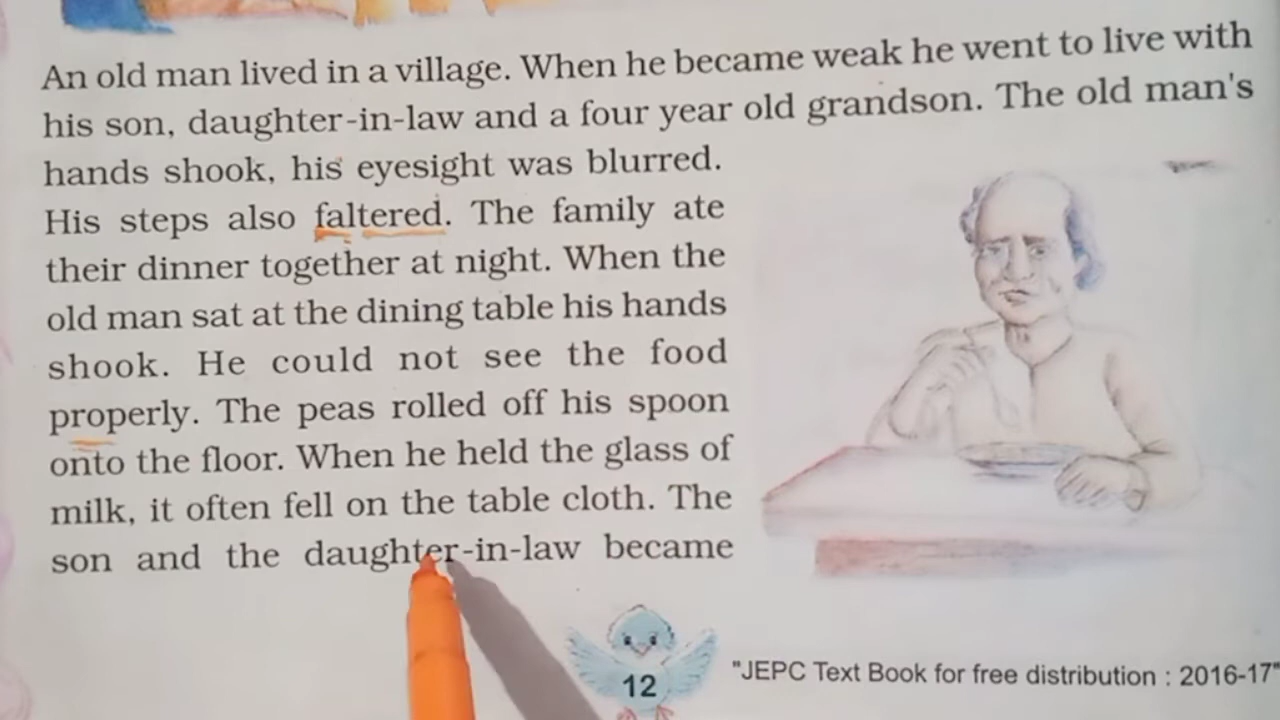 An old man lived in a village. When he became weak he went to live with
his son, daughter-in-law and a four year old grandson. The old man's
hands shook, his eyesight was blurred.
His steps also faltered. The family ate
their dinner together at night. When the
old man sat at the dining table his hands
shook. He could not see the food
properly. The peas rolled off his spoon
onto the floor. When he held the glass of
milk, it often fell on the table cloth. The
son and the daughter-in-law became
12
"JEPC Text Book for free distribution : 2016-17"